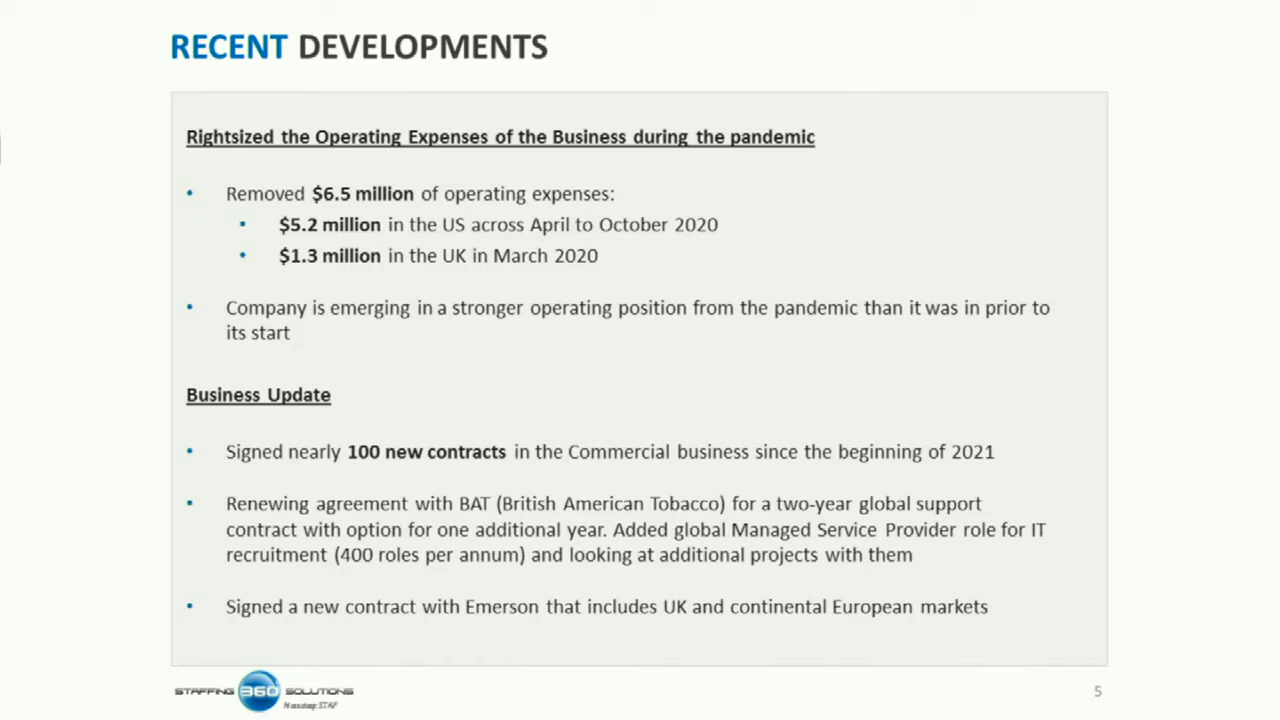 RECENT DEVELOPMENTS
Rightsized the Operating Expenses of the Business during the pandemic
• Removed $6.5 million of operating expenses:
• $5.2 million in the US across April to October 2020
• $1.3 million in the UK in March 2020
• Company is emerging in a stronger operating position from the pandemic than it was in prior to
its start
Business Update
• Signed nearly 100 new contracts in the Commercial business since the beginning of 2021
• Renewing agreement with BAT (British American Tobacco) for a two-year global support
contract with option for one additional year. Added global Managed Service Provider role for IT
recruitment (400 roles per annum) and looking at additional projects with them
• Signed a new contract with Emerson that includes UK and continental European markets
STAFFING 360 SOLUTIONS
Nasdaq: STAF
5